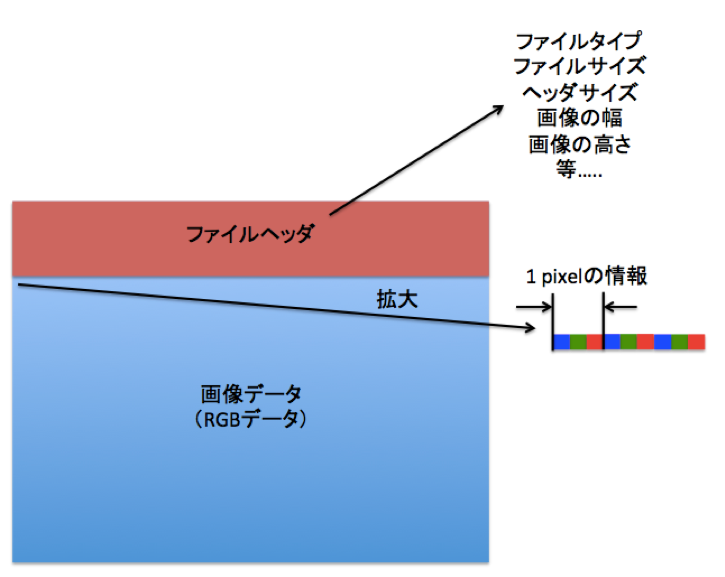 ファイルタイプ
ファイルサイズ
ヘッダサイズ
画像の幅
画像の高さ
等.....
ファイルヘッダ
1 pixelの情報
拡大
画像データ
（RGBデータ）